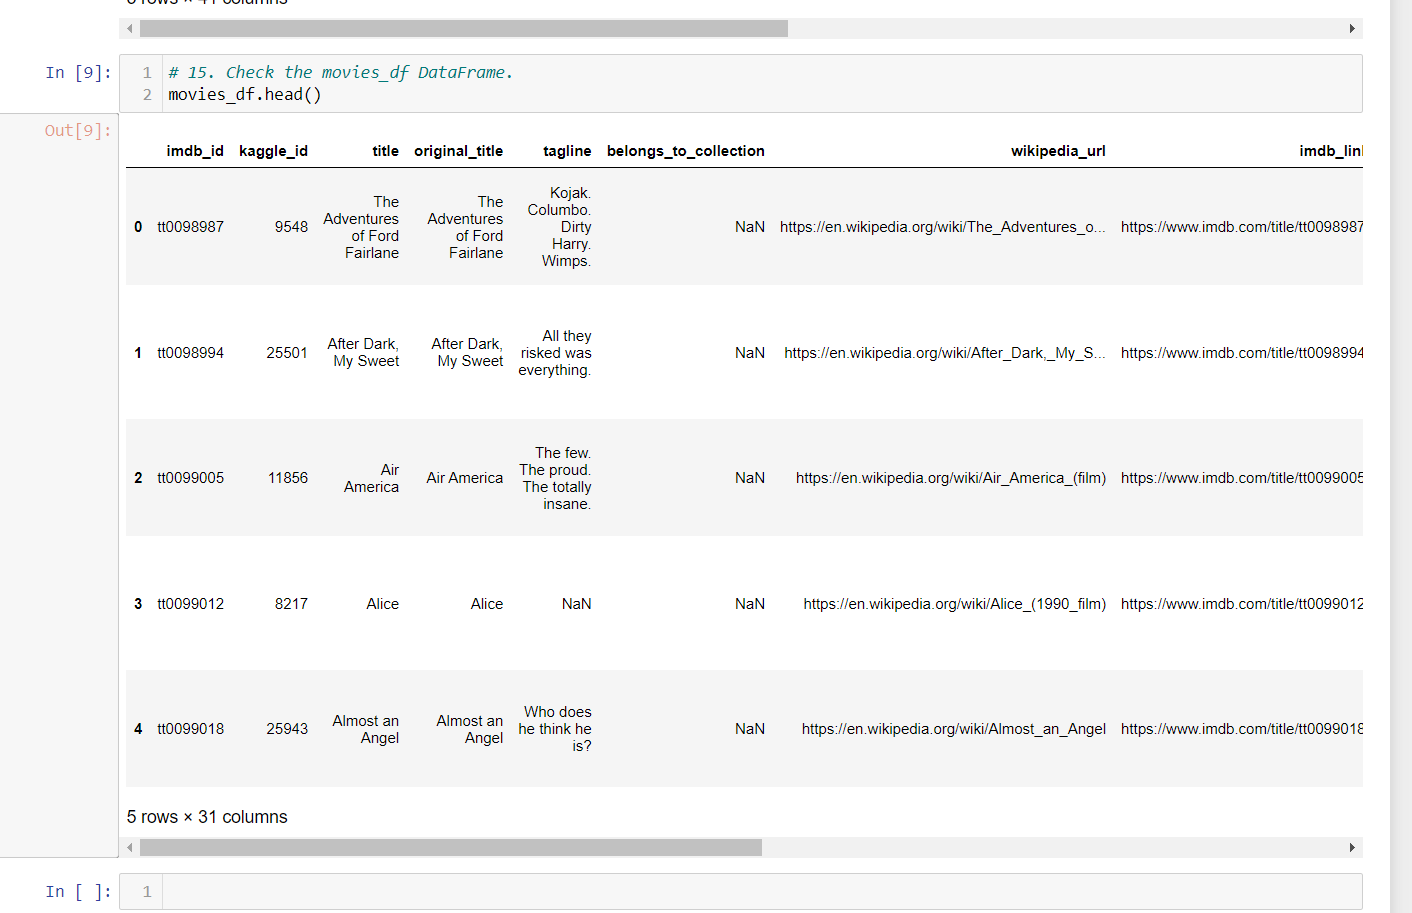 5 rows × 41 columns
In [9]:
1 # 15. Check the movies_df DataFrame.
2 movies_df.head()
Out[9]:
imdb_id kaggle_id title original_title tagline belongs_to_collection wikipedia_url imdb_lin
0 tt0098987 9548 The Adventures of Ford Fairlane The Adventures of Ford Fairlane Kojak. Columbo. Dirty Harry. Wimps. NaN https://en.wikipedia.org/wiki/The_Adventures_o... https://www.imdb.com/title/tt0098987
1 tt0098994 25501 After Dark, My Sweet After Dark, My Sweet All they risked was everything. NaN https://en.wikipedia.org/wiki/After_Dark,_My_S... https://www.imdb.com/title/tt0098994
2 tt0099005 11856 Air America Air America The few. The proud. The totally insane. NaN https://en.wikipedia.org/wiki/Air_America_(film) https://www.imdb.com/title/tt0099005
3 tt0099012 8217 Alice Alice NaN NaN https://en.wikipedia.org/wiki/Alice_(1990_film) https://www.imdb.com/title/tt0099012
4 tt0099018 25943 Almost an Angel Almost an Angel Who does he think he is? NaN https://en.wikipedia.org/wiki/Almost_an_Angel https://www.imdb.com/title/tt0099018
5 rows × 31 columns
In [ ]:
1